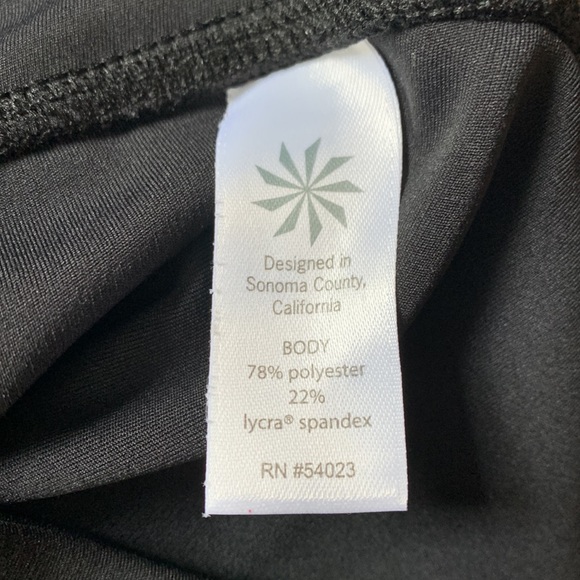 Designed in
Sonoma County,
California
BODY
78% polyester
22%
lycra® spandex
RN #54023